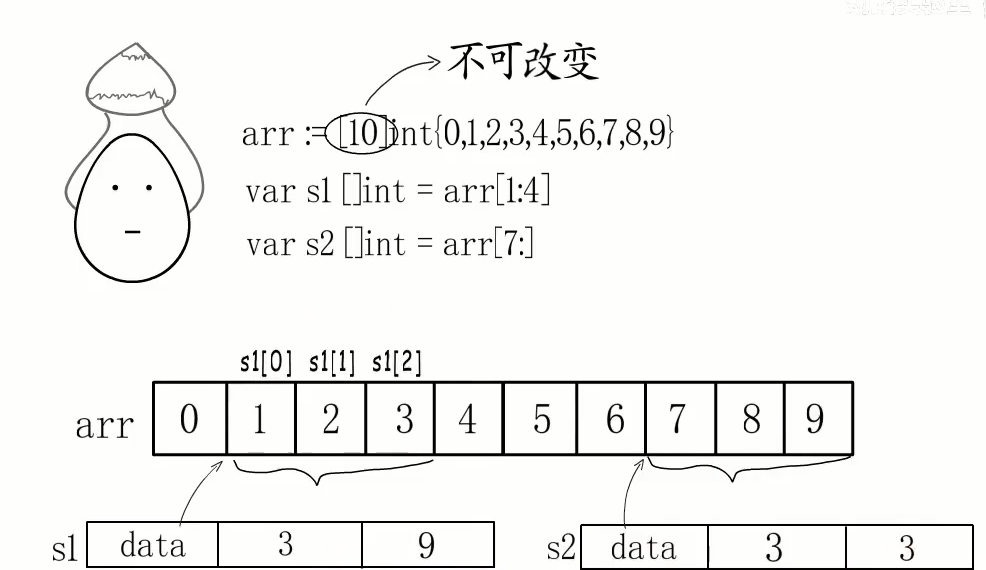 不可改变
arr := [10]int{0,1,2,3,4,5,6,7,8,9}
var s1 []int = arr[1:4]
var s2 []int = arr[7:]
s1[0] s1[1] s1[2]
arr 0 1 2 3 4 5 6 7 8 9
s1 data 3 9
s2 data 3 3